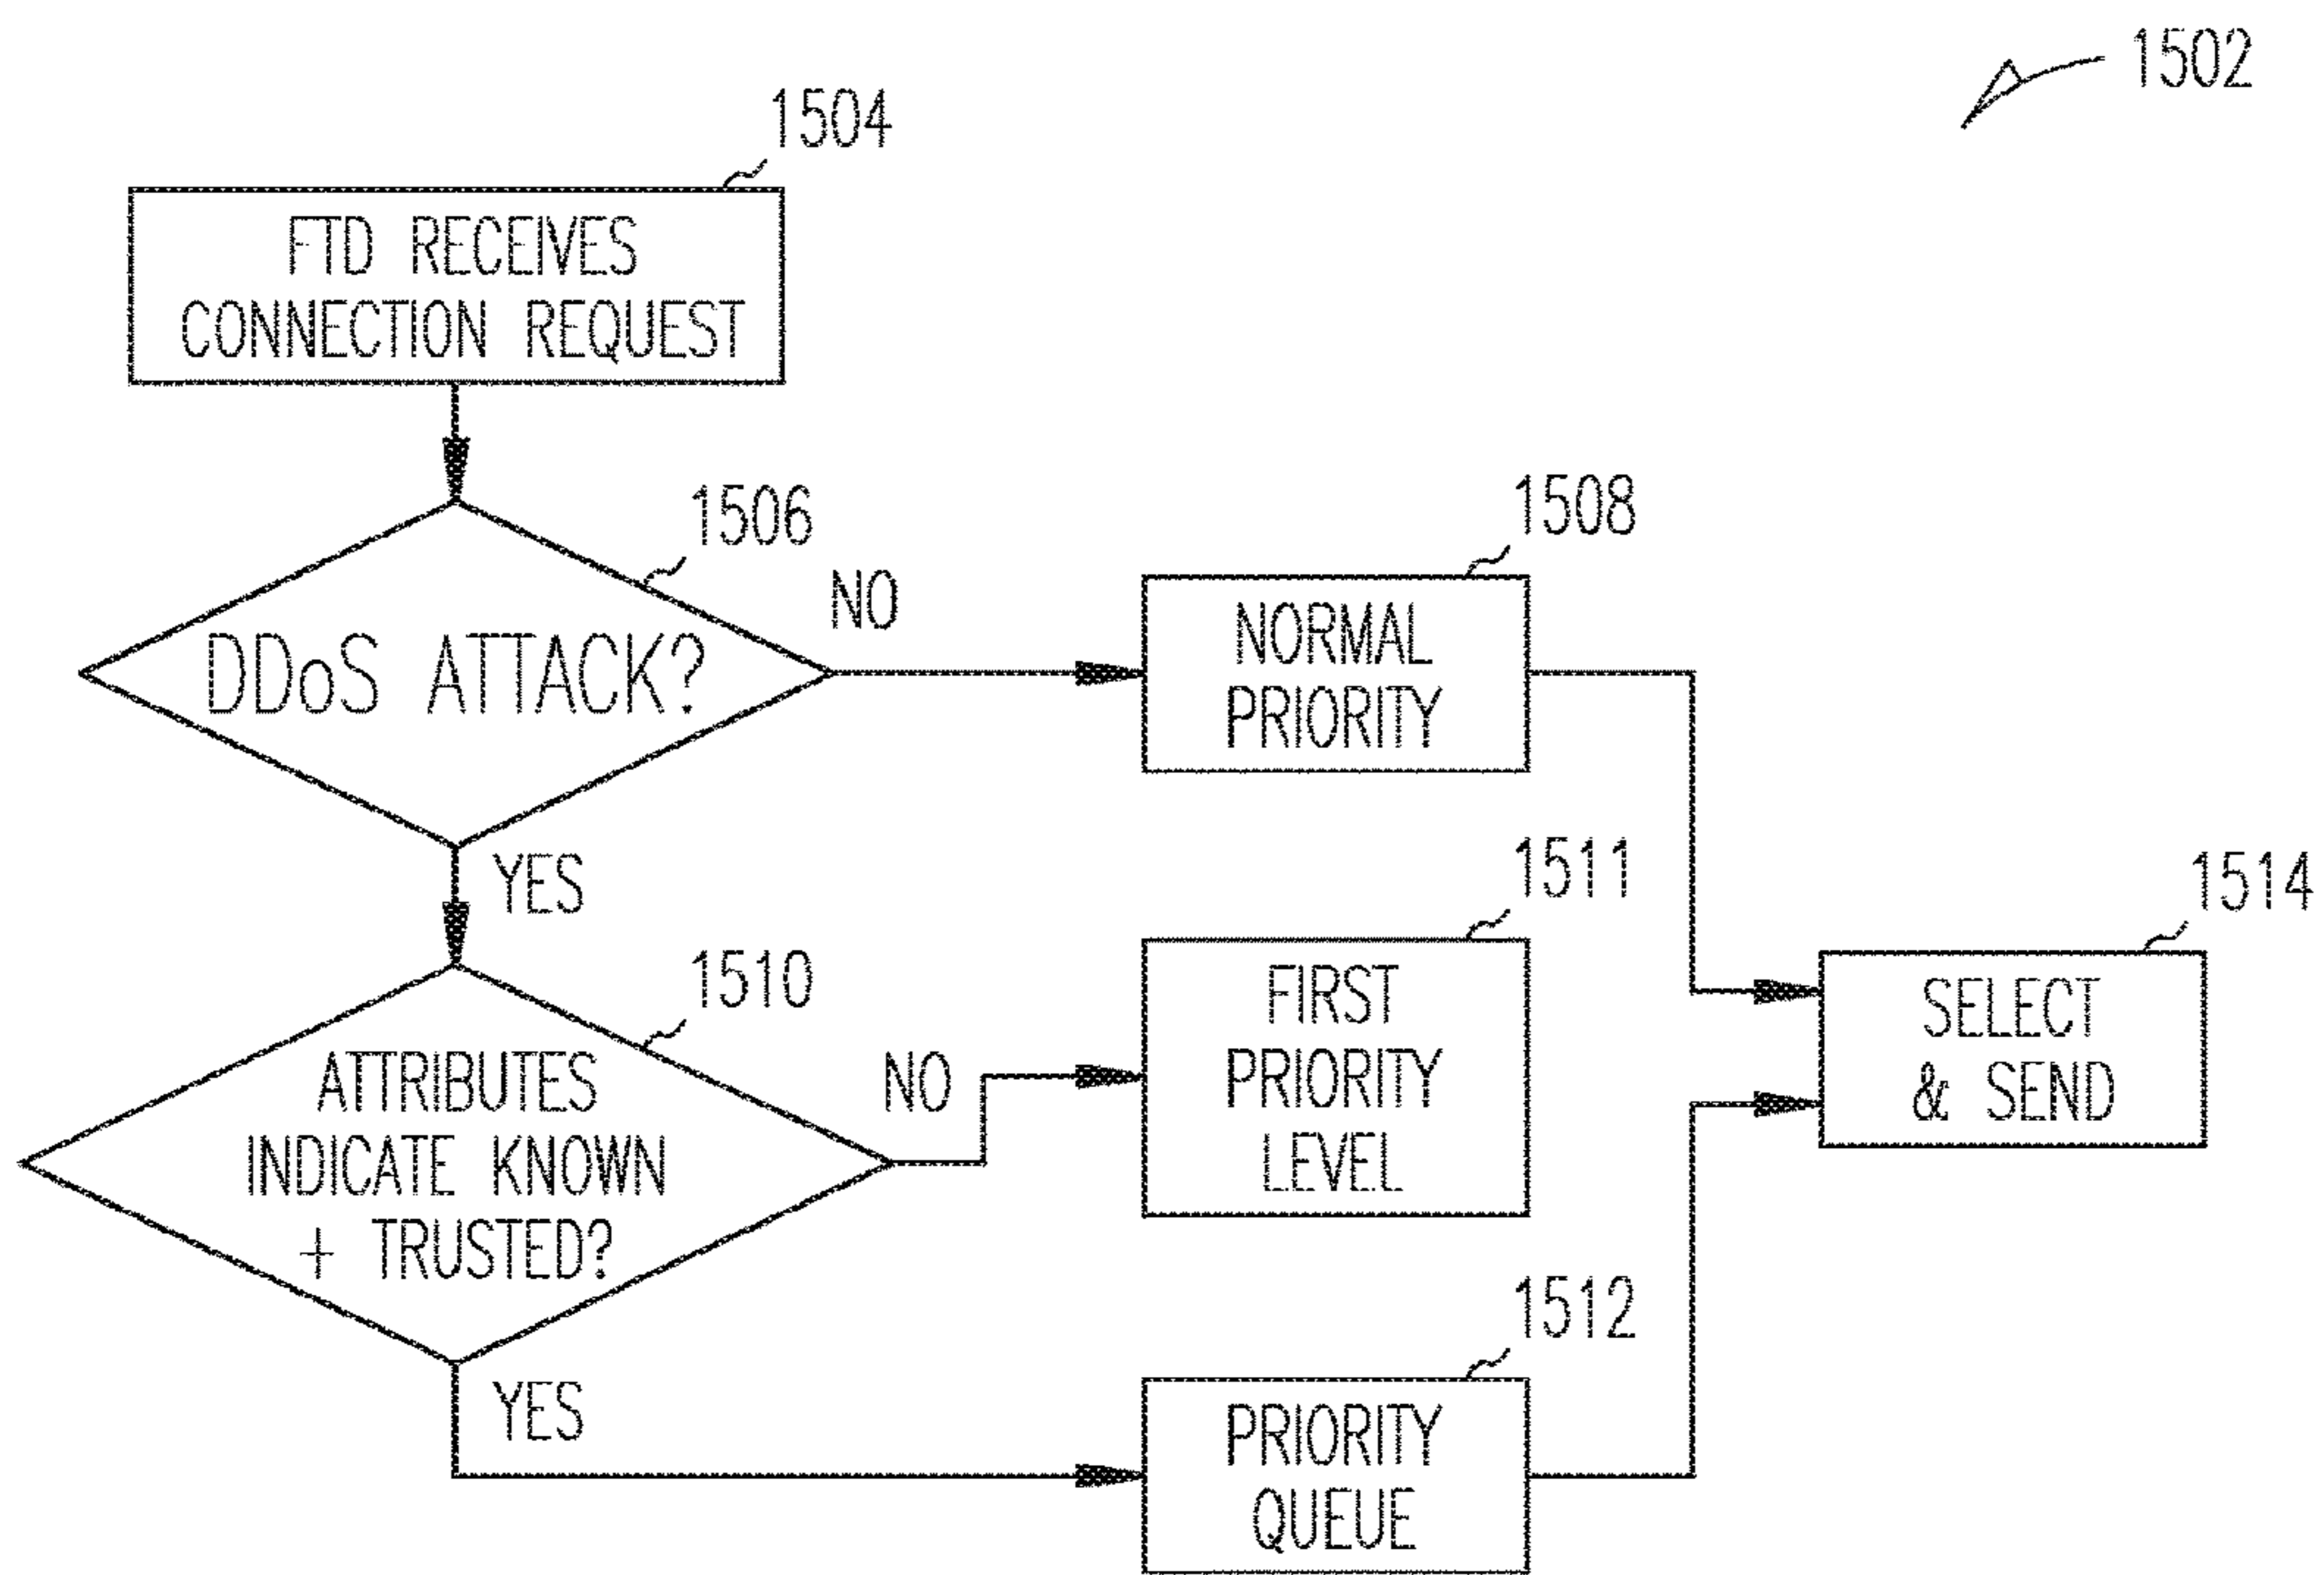 1502
1504
FTD RECEIVES
CONNECTION REQUEST
1506
DDoS ATTACK?
NO
1508
NORMAL
PRIORITY
YES
1510
ATTRIBUTES
INDICATE KNOWN
+ TRUSTED?
NO
1511
FIRST
PRIORITY
LEVEL
1514
SELECT
& SEND
YES
1512
PRIORITY
QUEUE